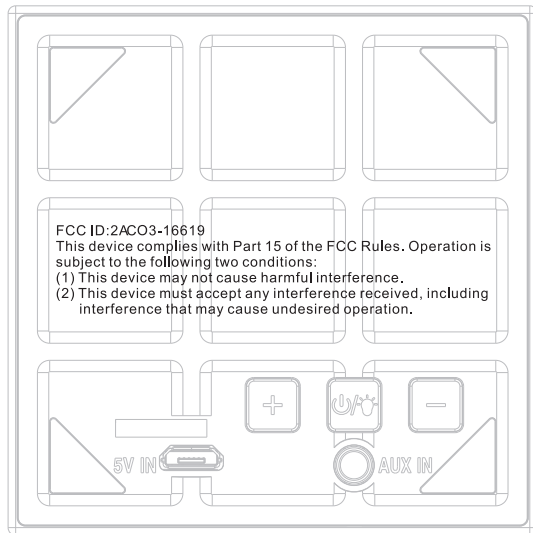 FCC ID:2ACO3-16619
This device complies with Part 15 of the FCC Rules. Operation is
subject to the following two conditions:
(1) This device may not cause harmful interference.
(2) This device must accept any interference received, including
interference that may cause undesired operation.
+
/
-
5V IN
AUX IN